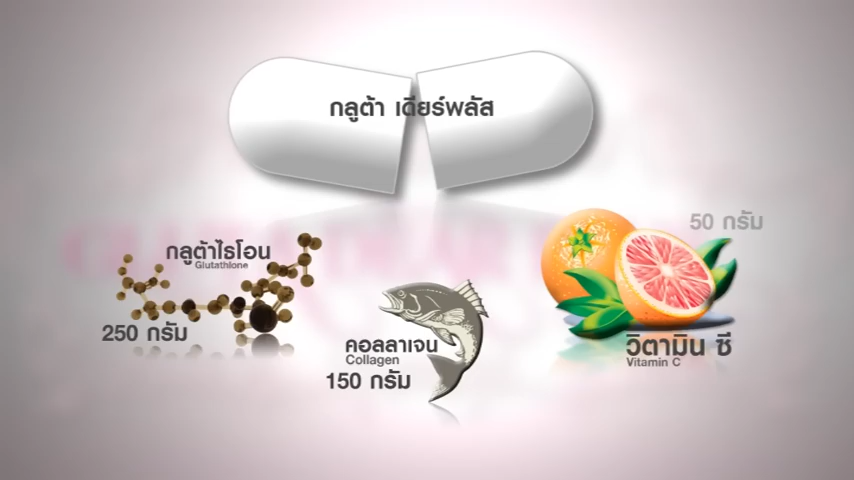 กลูต้า เดียร์พลัส
กลูต้าไธโอน
Glutathione
250 กรัม
คอลลาเจน
Collagen
150 กรัม
50 กรัม
วิตามิน ซี
Vitamin C